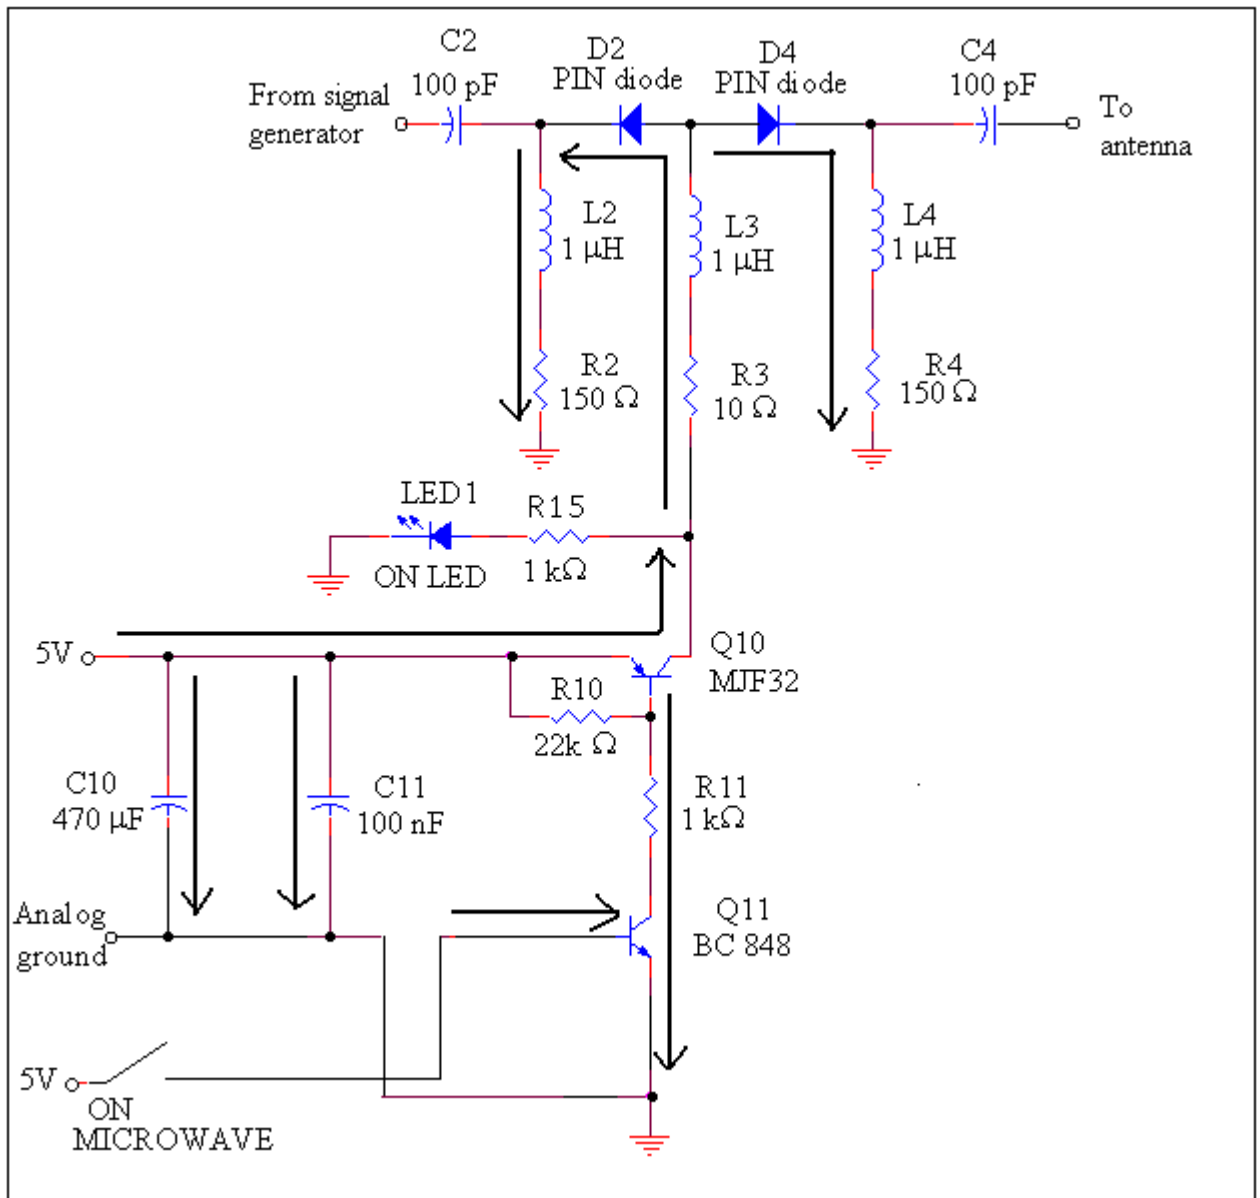 C2
100 pF
D2
PIN diode
D4
PIN diode
C4
100 pF
From signal
generator
To
antenna
L2
1 μH
L3
1 μH
L4
1 μH
R2
150 Ω
R3
10 Ω
R4
150 Ω
LED1
R15
ON LED
1 kΩ
5V
Q10
MJF32
R10
22k Ω
C10
470 μF
C11
100 nF
R11
1 kΩ
Analog
ground
Q11
BC 848
5V
ON
MICROWAVE